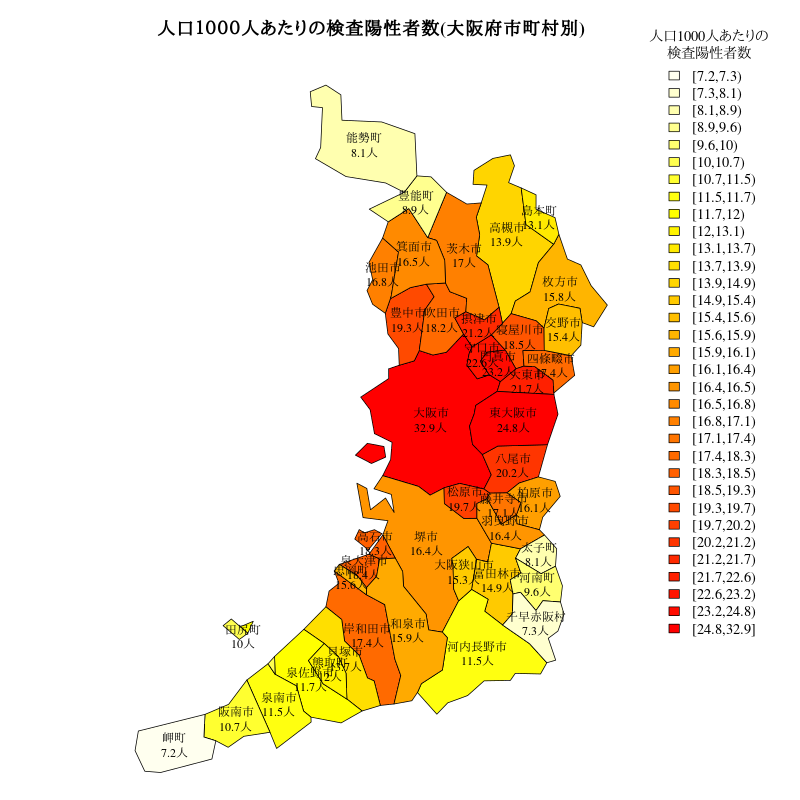 人口1000人あたりの検査陽性者数(大阪府市町村別)
人口1000人あたりの
検査陽性者数
[7.2,7.3)
[7.3,8.1)
[8.1,8.9)
[8.9,9.6)
[9.6,10)
[10,10.7)
[10.7,11.5)
[11.5,11.7)
[11.7,12)
[12,13.1)
[13.1,13.7)
[13.7,13.9)
[13.9,14.9)
[14.9,15.4)
[15.4,15.6)
[15.6,15.9)
[15.9,16.1)
[16.1,16.4)
[16.4,16.5)
[16.5,16.8)
[16.8,17.1)
[17.1,17.4)
[17.4,18.3)
[18.3,18.5)
[18.5,19.3)
[19.3,19.7)
[19.7,20.2)
[20.2,21.2)
[21.2,21.7)
[21.7,22.6)
[22.6,23.2)
[23.2,24.8)
[24.8,32.9]
能勢町
8.1人
豊能町
8.9人
島本町
13.1人
高槻市
13.9人
箕面市
16.5人
茨木市
17人
池田市
16.8人
枚方市
15.8人
豊中市
19.3人
吹田市
18.2人
摂津市
21.2人
寝屋川市
18.5人
交野市
15.4人
守口市
22.6人
門真市
23.2人
四條畷市
17.4人
大東市
21.7人
大阪市
32.9人
東大阪市
24.8人
八尾市
20.2人
松原市
19.7人
藤井寺市
17.1人
柏原市
16.1人
羽曳野市
16.4人
堺市
16.4人
高石市
18.3人
泉大津市
18.4人
忠岡町
15.6人
大阪狭山市
15.3人
富田林市
14.9人
太子町
8.1人
河南町
9.6人
千早赤阪村
7.3人
河内長野市
11.5人
和泉市
15.9人
岸和田市
17.4人
貝塚市
13.7人
熊取町
12人
田尻町
10人
泉佐野市
11.7人
泉南市
11.5人
阪南市
10.7人
岬町
7.2人